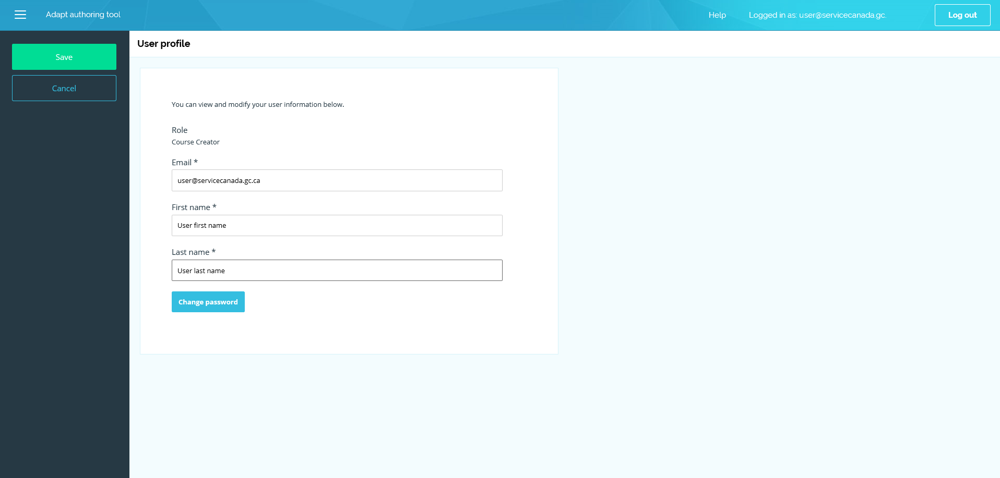 Adapt authoring tool
Help
Logged in as: user@servicecanada.gc.
Log out
Save
Cancel
User profile
You can view and modify your user information below.
Role
Course Creator
Email *
user@servicecanada.gc.ca
First name *
User first name
Last name *
User last name
Change password